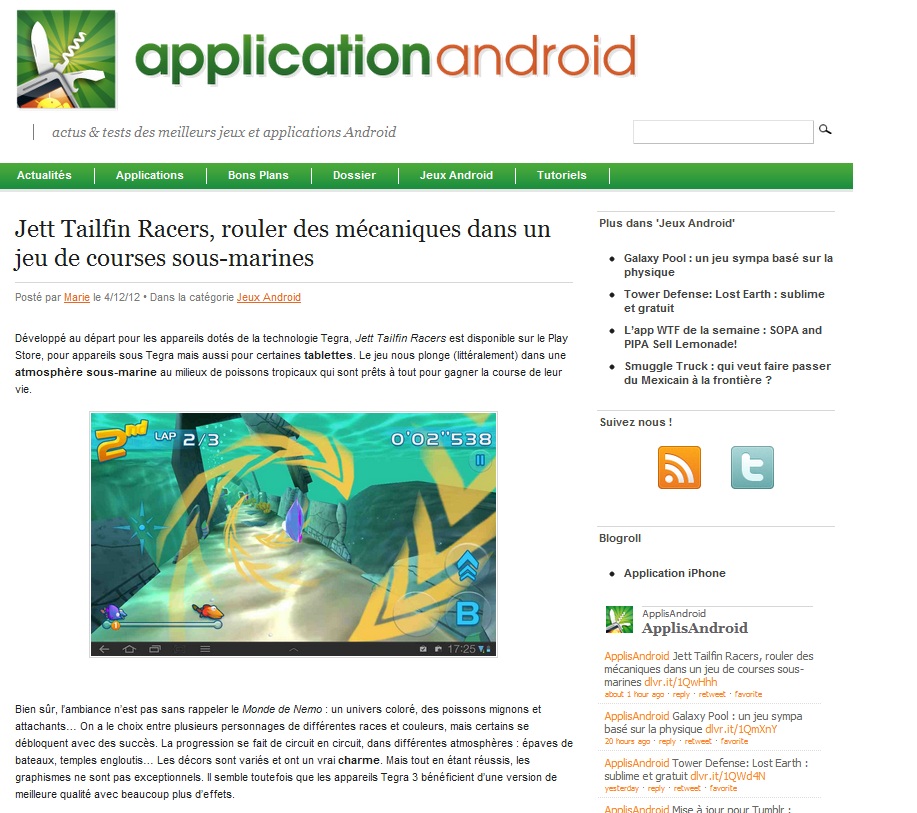 applicationandroid
actus & tests des meilleurs jeux et applications Android
Actualités Applications Bons Plans Dossier Jeux Android Tutoriels
Jett Tailfin Racers, rouler des mécaniques dans un
jeu de courses sous-marines
Posté par Marie le 4/12/12 • Dans la catégorie Jeux Android
Développé au départ pour les appareils dotés de la technologie Tegra, Jett Tailfin Racers est disponible sur le Play
Store, pour appareils sous Tegra mais aussi pour certaines tablettes. Le jeu nous plonge (littéralement) dans une
atmosphère sous-marine au milieu de poissons tropicaux qui sont prêts à tout pour gagner la course de leur
vie.
2nd LAP 2/3 0'02"538
B
1
17:25
Bien sûr, l'ambiance n'est pas sans rappeler le Monde de Nemo : un univers coloré, des poissons mignons et
attachants… On a le choix entre plusieurs personnages de différentes races et couleurs, mais certains se
débloquent avec des succès. La progression se fait de circuit en circuit, dans différentes atmosphères : épaves de
bateaux, temples engloutis… Les décors sont variés et ont un vrai charme. Mais tout en étant réussis, les
graphismes ne sont pas exceptionnels. Il semble toutefois que les appareils Tegra 3 bénéficient d'une version de
meilleure qualité avec beaucoup plus d'effets.
Plus dans 'Jeux Android'
Galaxy Pool : un jeu sympa basé sur la
physique
Tower Defense: Lost Earth : sublime
et gratuit
L'app WTF de la semaine : SOPA and
PIPA Sell Lemonade!
Smuggle Truck : qui veut faire passer
du Mexicain à la frontière ?
Suivez nous !
t
Blogroll
Application iPhone
ApplisAndroid
ApplisAndroid
ApplisAndroid Jett Tailfin Racers, rouler des
mécaniques dans un jeu de courses sous-
marines dlvr.it/1QwHhh
about 1 hour ago · reply · retweet · favorite
ApplisAndroid Galaxy Pool : un jeu sympa
basé sur la physique dlvr.it/1QmXnY
20 hours ago · reply · retweet · favorite
ApplisAndroid Tower Defense: Lost Earth :
sublime et gratuit dlvr.it/1QWd4N
yesterday · reply · retweet · favorite
ApplisAndroid Mise à jour pour Tumblr :